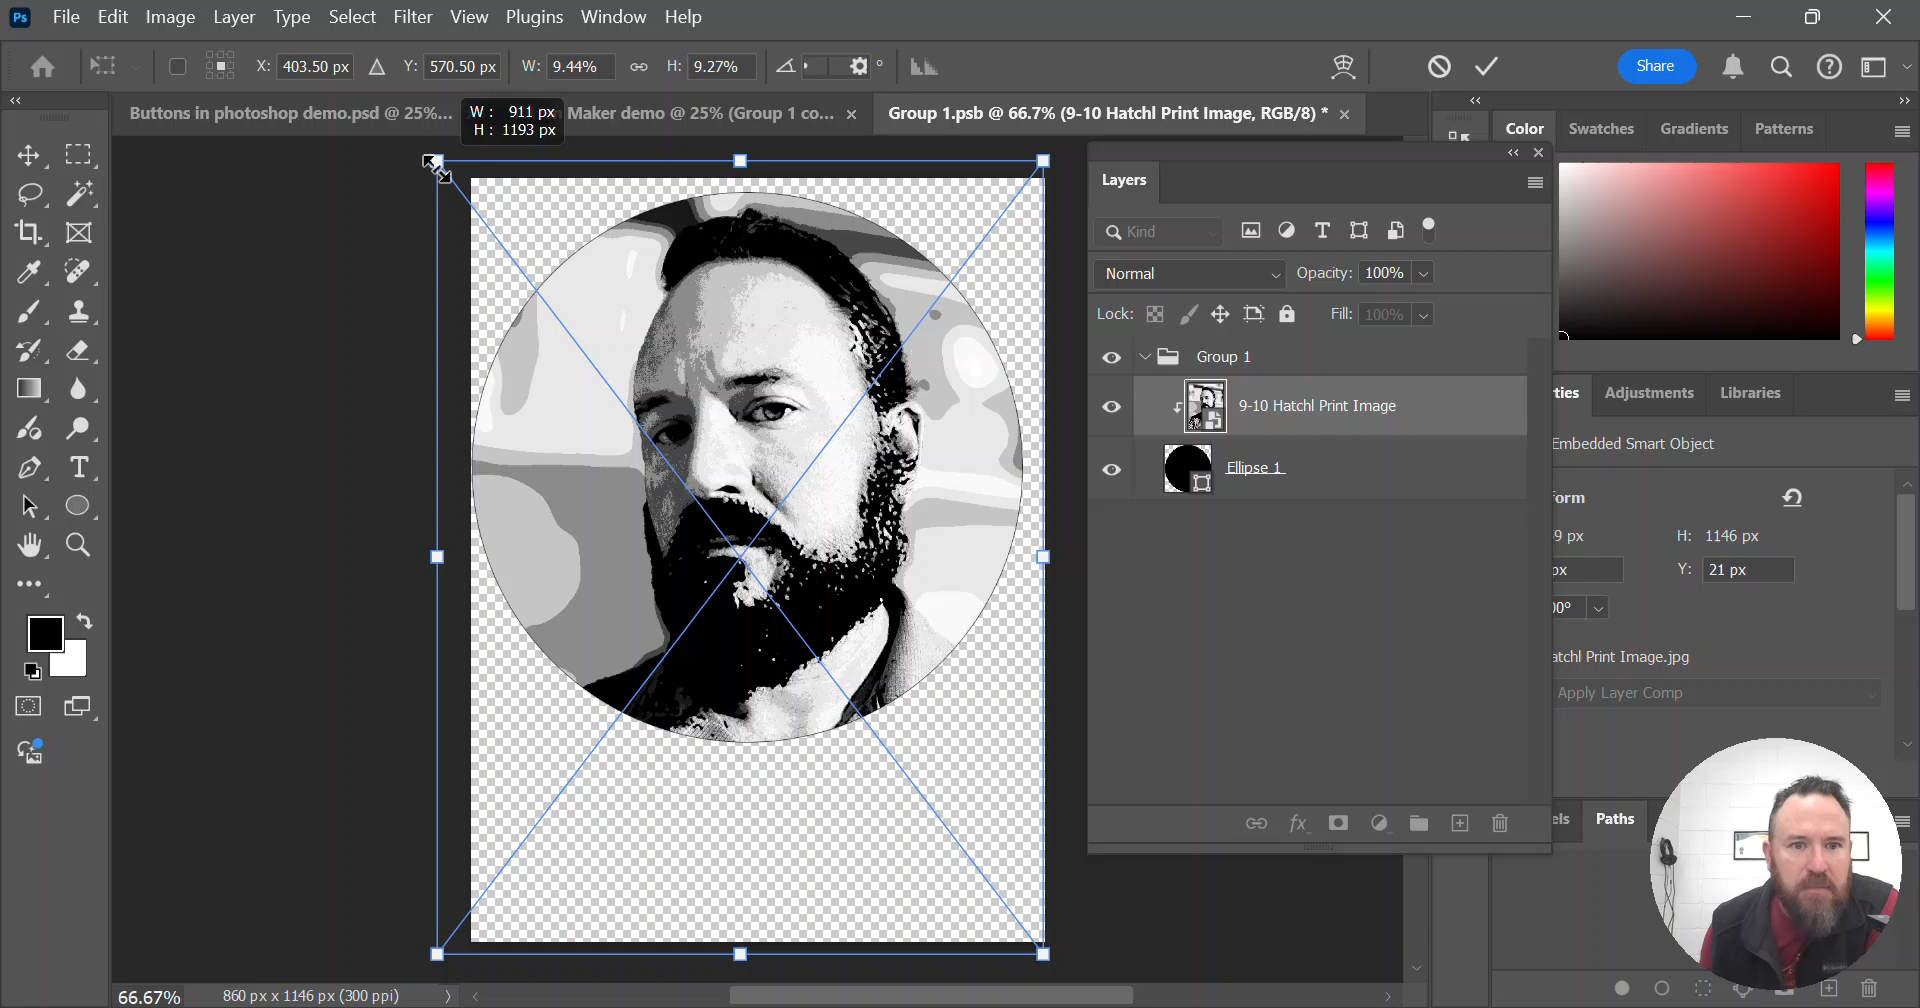 Ps File Edit Image Layer Type Select Filter View Plugins Window Help
X: 403.50 px Y: 570.50 px W: 9.44% H: 9.27% ° Share
Buttons in photoshop demo.psd @ 25%... Maker demo @ 25% (Group 1 co... Group 1.psb @ 66.7% (9-10 Hatchl Print Image, RGB/8) *
W : 911 px
H : 1193 px
Color Swatches Gradients Patterns
Layers
Kind
Normal Opacity: 100%
Lock: Fill: 100%
Group 1
9-10 Hatchl Print Image
Ellipse 1
ties Adjustments Libraries
Embedded Smart Object
form
9 px H: 1146 px
px Y: 21 px
00°
atchl Print Image.jpg
Apply Layer Comp
els Paths
66.67% 860 px x 1146 px (300 ppi)